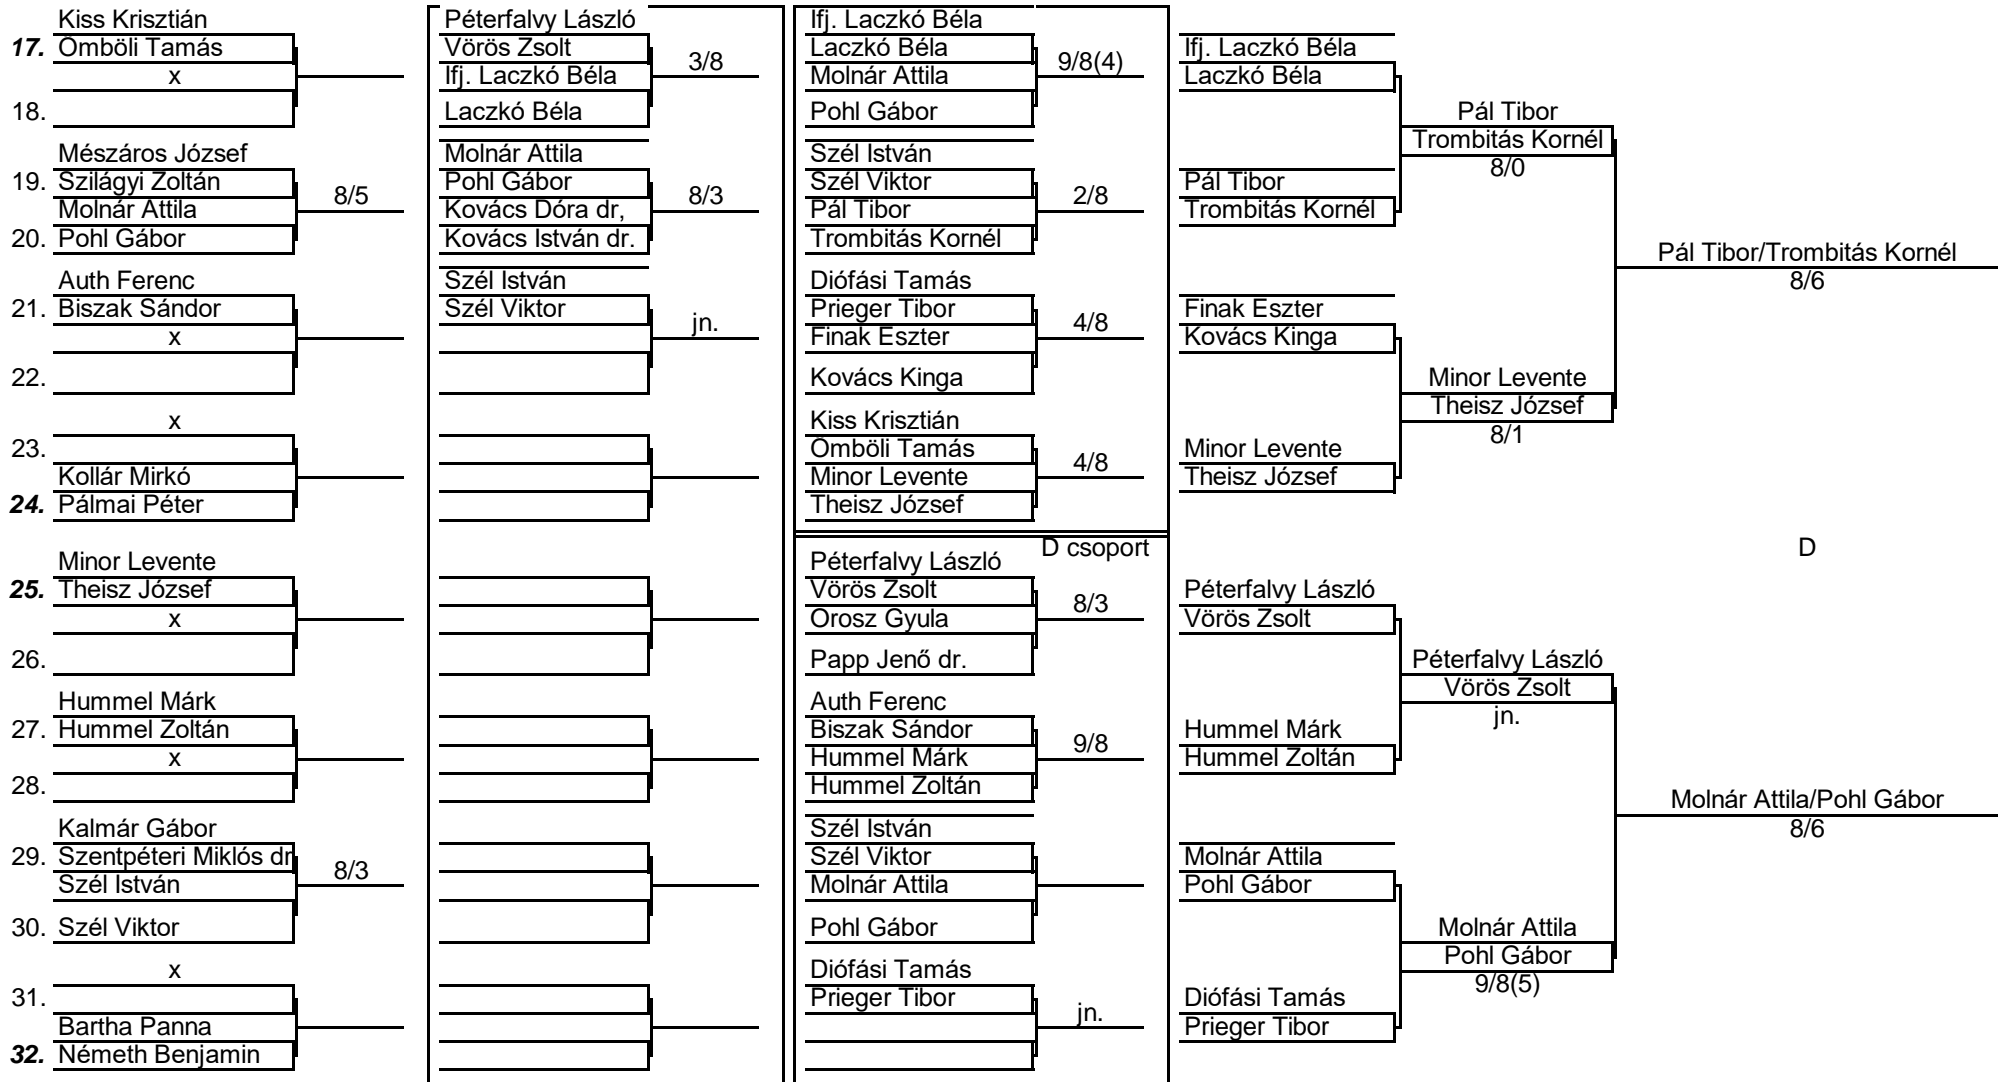 Kiss Krisztián
17. Ömböli Tamás
x
18.
Mészáros József
19. Szilágyi Zoltán
8/5
Molnár Attila
20. Pohl Gábor
Auth Ferenc
21. Biszak Sándor
x
22.
x
23.
Kollár Mirkó
24. Pálmai Péter
Minor Levente
25. Theisz József
x
26.
Hummel Márk
27. Hummel Zoltán
x
28.
Kalmár Gábor
29. Szentpéteri Miklós dr
8/3
Szél István
30. Szél Viktor
x
31.
Bartha Panna
32. Németh Benjamin
Péterfalvy László
Vörös Zsolt
3/8
Ifj. Laczkó Béla
Laczkó Béla
Molnár Attila
Pohl Gábor
8/3
Kovács Dóra dr,
Kovács István dr.
Szél István
Szél Viktor
jn.
Ifj. Laczkó Béla
Laczkó Béla
9/8(4)
Molnár Attila
Pohl Gábor
Szél István
Szél Viktor
2/8
Pál Tibor
Trombitás Kornél
Diófási Tamás
Prieger Tibor
4/8
Finak Eszter
Kovács Kinga
Kiss Krisztián
Ömböli Tamás
4/8
Minor Levente
Theisz József
D csoport
Péterfalvy László
Vörös Zsolt
8/3
Orosz Gyula
Papp Jenő dr.
Auth Ferenc
Biszak Sándor
9/8
Hummel Márk
Hummel Zoltán
Szél István
Szél Viktor
Molnár Attila
Pohl Gábor
Diófási Tamás
Prieger Tibor
jn.
Ifj. Laczkó Béla
Laczkó Béla
Pál Tibor
Trombitás Kornél
Finak Eszter
Kovács Kinga
Minor Levente
Theisz József
Péterfalvy László
Vörös Zsolt
Hummel Márk
Hummel Zoltán
Molnár Attila
Pohl Gábor
Diófási Tamás
Prieger Tibor
Pál Tibor
Trombitás Kornél
8/0
Minor Levente
Theisz József
8/1
Péterfalvy László
Vörös Zsolt
jn.
Molnár Attila
Pohl Gábor
9/8(5)
Pál Tibor/Trombitás Kornél
8/6
D
Molnár Attila/Pohl Gábor
8/6